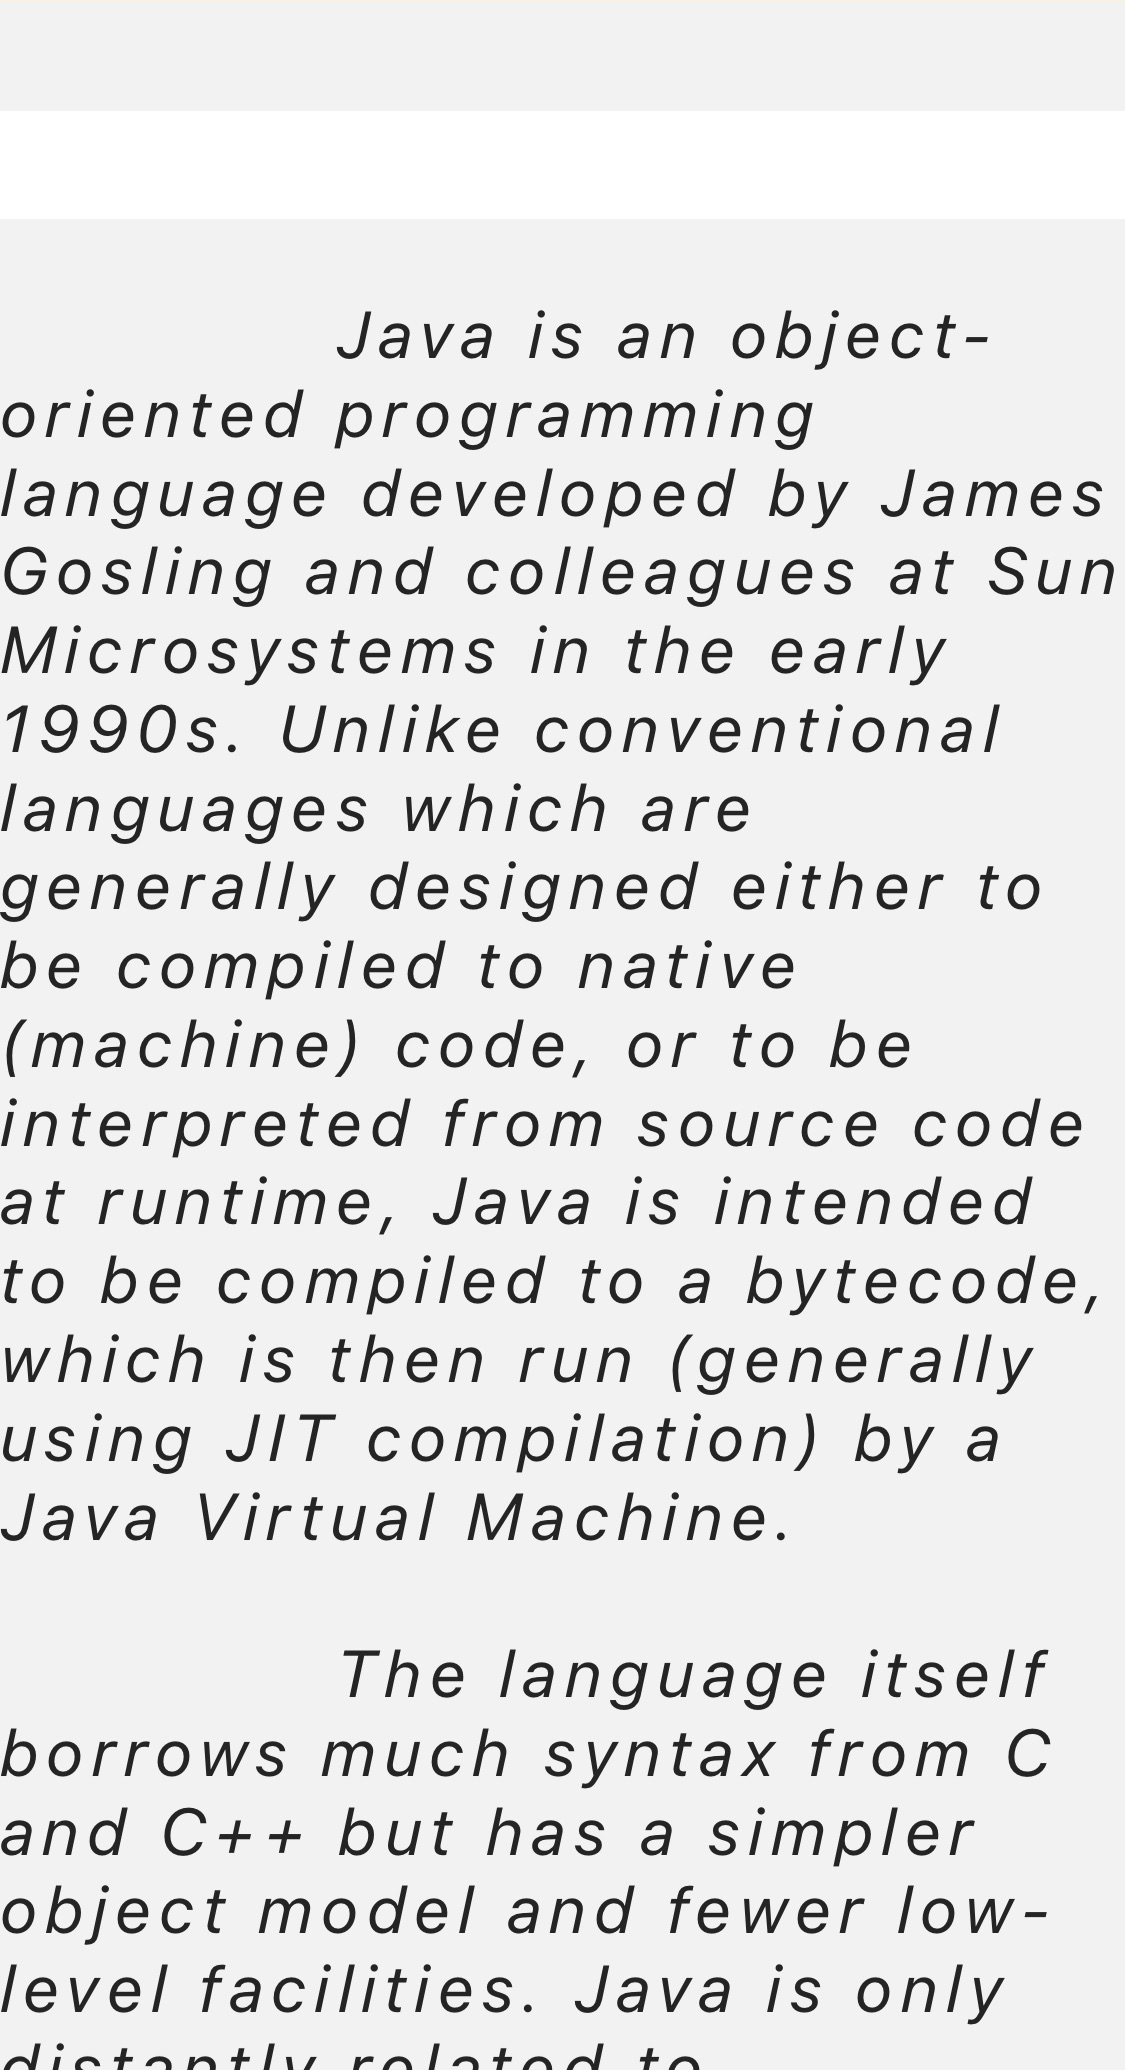 Java is an object-
oriented programming
language developed by James
Gosling and colleagues at Sun
Microsystems in the early
1990s. Unlike conventional
languages which are
generally designed either to
be compiled to native
(machine) code, or to be
interpreted from source code
at runtime, Java is intended
to be compiled to a bytecode,
which is then run (generally
using JIT compilation) by a
Java Virtual Machine.
The language itself
borrows much syntax from C
and C++ but has a simpler
object model and fewer low-
level facilities. Java is only
distantly related to